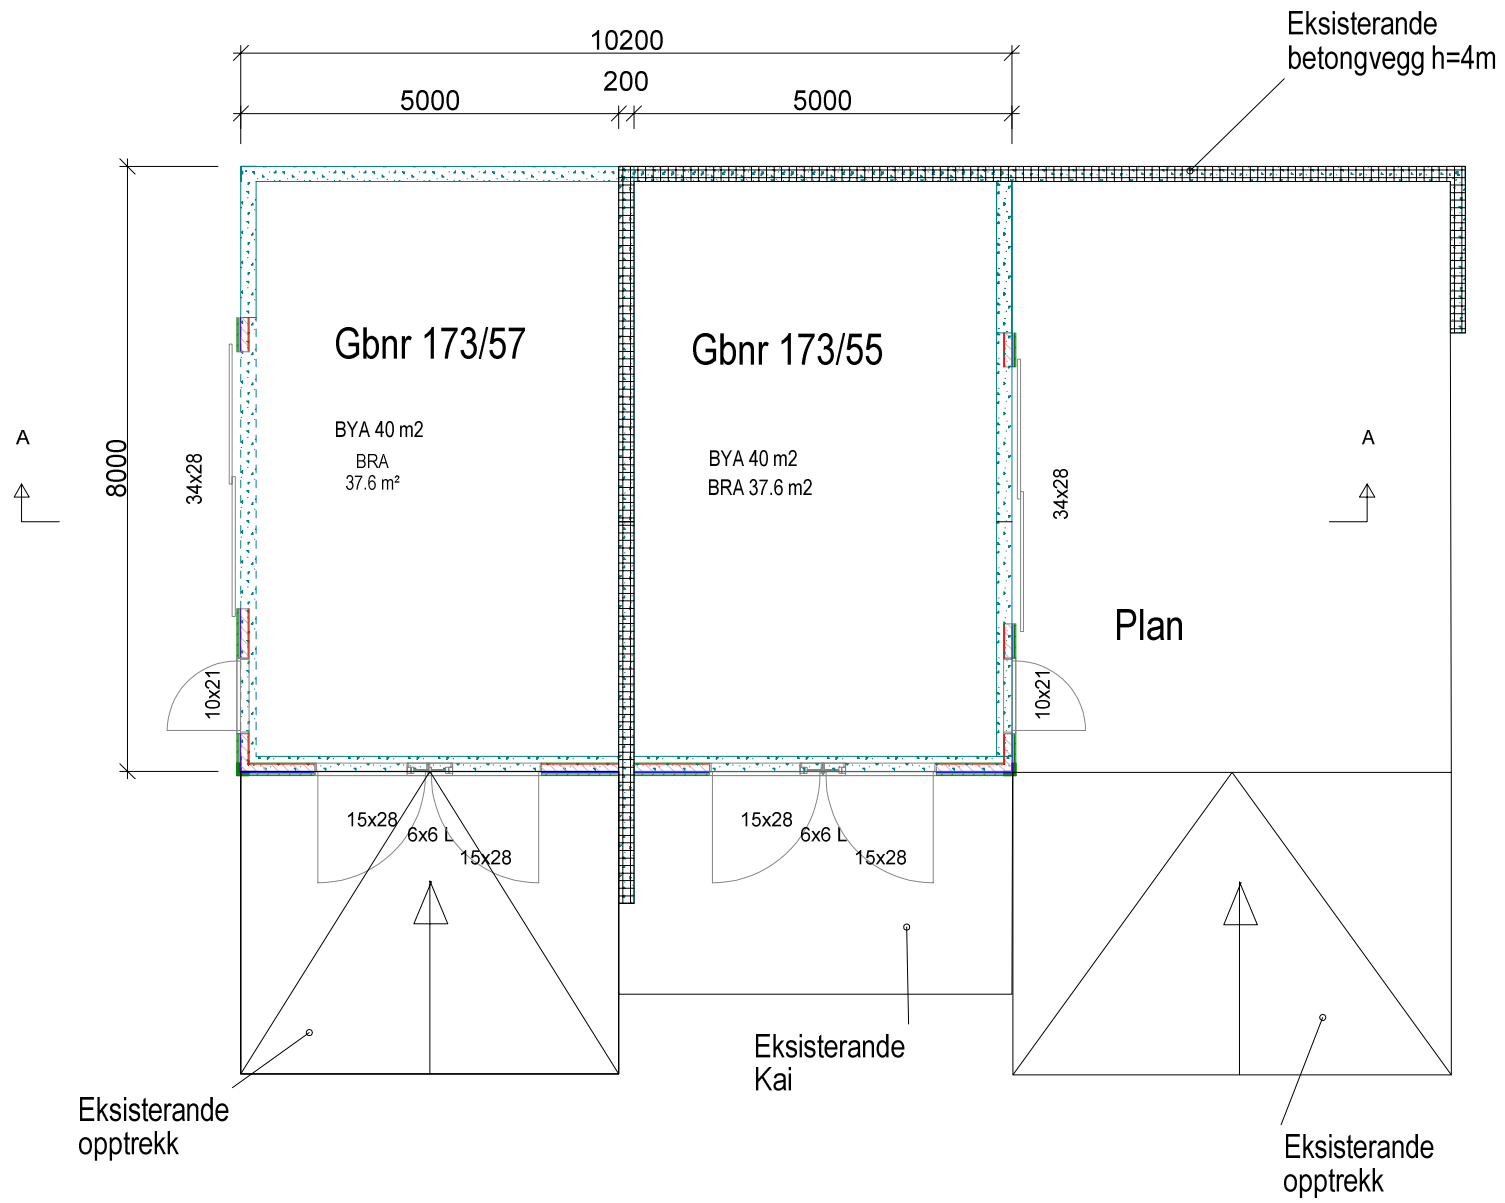 Eksisterande
betongvegg h=4m
10200
200
5000
5000
8000
Gbnr 173/57
Gbnr 173/55
BYA 40 m2
BRA
37.6 m²
BYA 40 m2
BRA 37.6 m2
A
A
34x28
34x28
Plan
10x21
10x21
15x28
6x6 L
15x28
15x28
6x6 L
15x28
Eksisterande
Kai
Eksisterande
opptrekk
Eksisterande
opptrekk